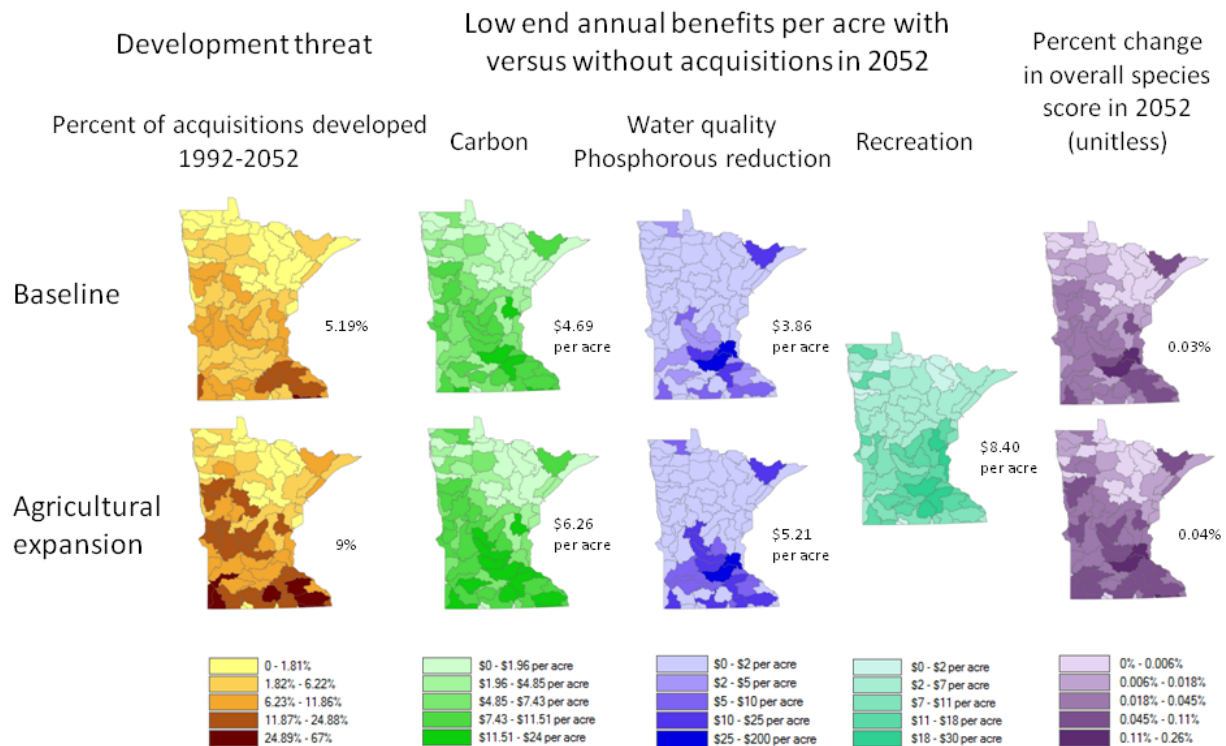 Development threat
Low end annual benefits per acre with
versus without acquisitions in 2052
Percent change
in overall species
score in 2052
(unitless)
Percent of acquisitions developed
1992-2052
Carbon
Water quality
Phosphorous reduction
Recreation
Baseline
5.19%
$4.69
per acre
$3.86
per acre
0.03%
$8.40
per acre
Agricultural
expansion
9%
$6.26
per acre
$5.21
per acre
0.04%
0 - 1.81%
1.82% - 6.22%
6.23% - 11.86%
11.87% - 24.88%
24.89% - 67%
$0 - $1.96 per acre
$1.96 - $4.85 per acre
$4.85 - $7.43 per acre
$7.43 - $11.51 per acre
$11.51 - $24 per acre
$0 - $2 per acre
$2 - $5 per acre
$5 - $10 per acre
$10 - $25 per acre
$25 - $200 per acre
$0 - $2 per acre
$2 - $7 per acre
$7 - $11 per acre
$11 - $18 per acre
$18 - $30 per acre
0% - 0.006%
0.006% - 0.018%
0.018% - 0.045%
0.045% - 0.11%
0.11% - 0.26%